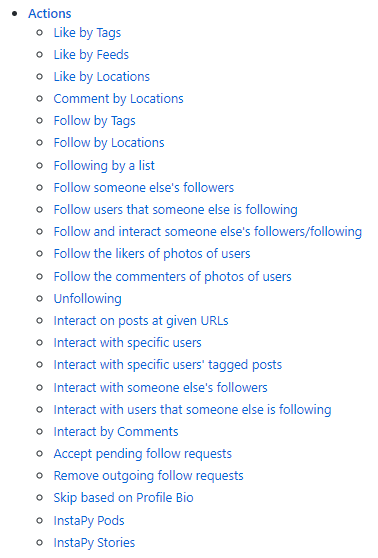 Actions
Like by Tags
Like by Feeds
Like by Locations
Comment by Locations
Follow by Tags
Follow by Locations
Following by a list
Follow someone else's followers
Follow users that someone else is following
Follow and interact someone else's followers/following
Follow the likers of photos of users
Follow the commenters of photos of users
Unfollowing
Interact on posts at given URLs
Interact with specific users
Interact with specific users' tagged posts
Interact with someone else's followers
Interact with users that someone else is following
Interact by Comments
Accept pending follow requests
Remove outgoing follow requests
Skip based on Profile Bio
InstaPy Pods
InstaPy Stories